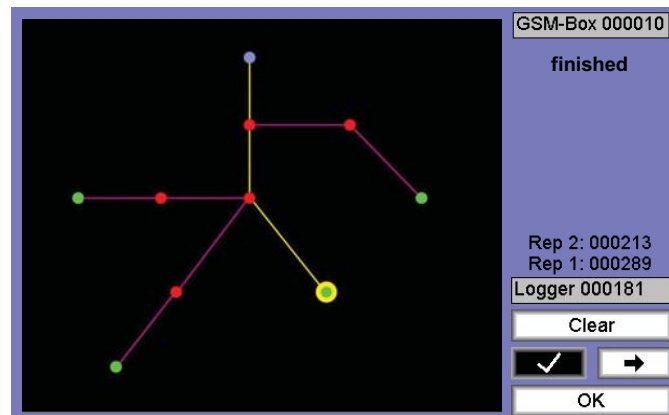 GSM-Box 000010
finished
Rep 2: 000213
Rep 1: 000289
Logger 000181
Clear
OK